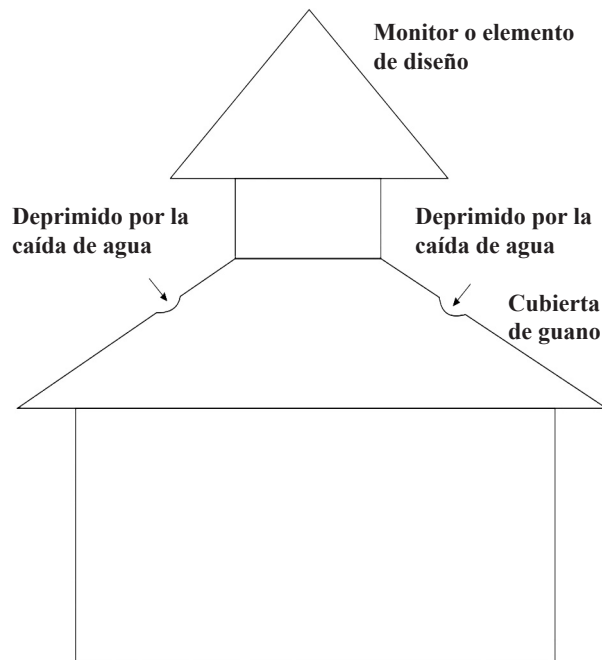 Monitor o elemento
de diseño
Deprimido por la
caída de agua
Deprimido por la
caída de agua
Cubierta
de guano